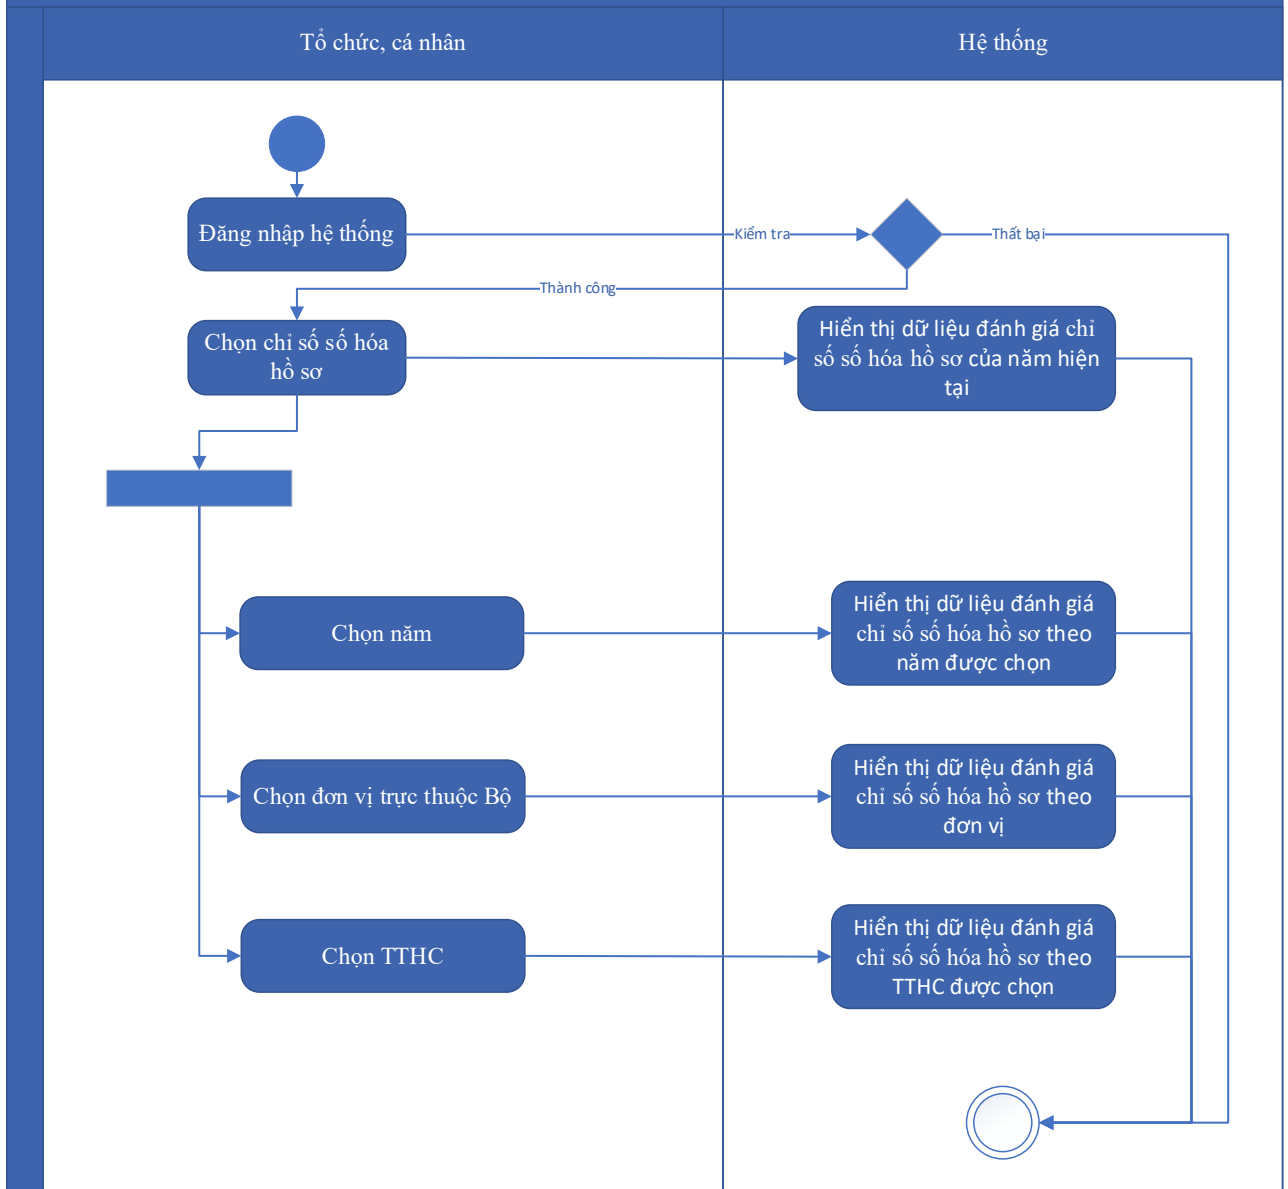 Tổ chức, cá nhân
Hệ thống
Đăng nhập hệ thống
Kiểm tra
Thất bại
Thành công
Chọn chỉ số số hóa
hồ sơ
Hiển thị dữ liệu đánh giá chỉ
số số hóa hồ sơ của năm hiện
tại
Chọn năm
Hiển thị dữ liệu đánh giá
chỉ số số hóa hồ sơ theo
năm được chọn
Chọn đơn vị trực thuộc Bộ
Hiển thị dữ liệu đánh giá
chỉ số số hóa hồ sơ theo
đơn vị
Chọn TTHC
Hiển thị dữ liệu đánh giá
chỉ số số hóa hồ sơ theo
TTHC được chọn